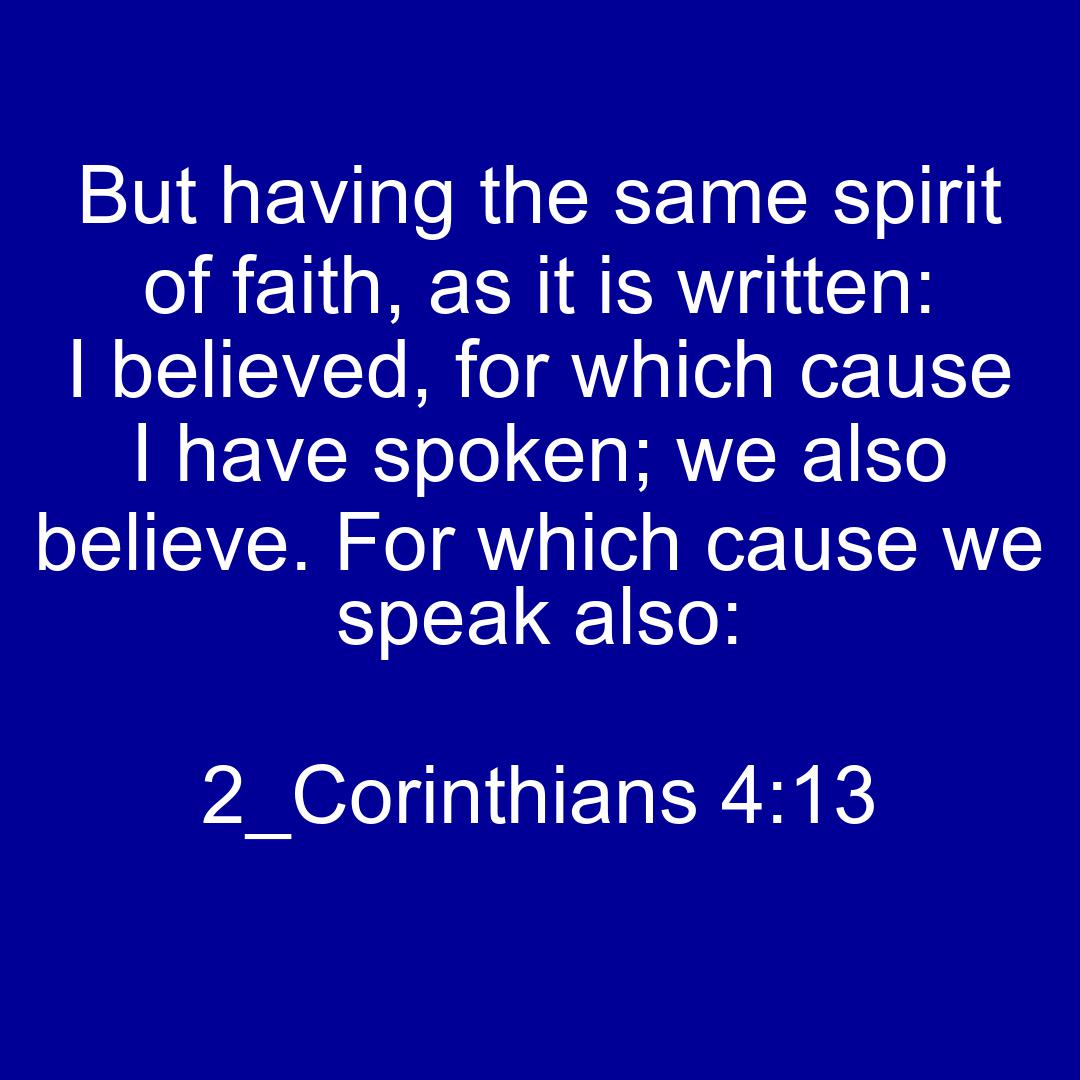 But having the same spirit
of faith, as it is written:
I believed, for which cause
I have spoken; we also
believe. For which cause we
speak also:
2_Corinthians 4:13